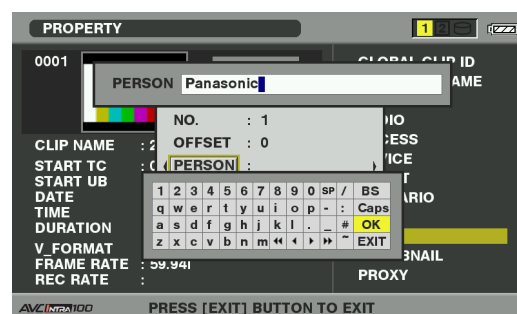 PROPERTY
1 2
0001
GLOBAL CLIP ID
AME
PERSON Panasonic
NO. : 1
OFFSET : 0
PERSON :
CLIP NAME : 2
START TC : 0
START UB
DATE
TIME
DURATION
V_FORMAT
FRAME RATE : 59.94I
REC RATE :
1 2 3 4 5 6 7 8 9 0 SP / BS
q w e r t y u i o p - : Caps
a s d f g h j k l . _ # OK
z x c v b n m ~ EXIT
DIO
CESS
VICE
T
ARIO
BNAIL
PROXY
AVC INTRA 100
PRESS [EXIT] BUTTON TO EXIT